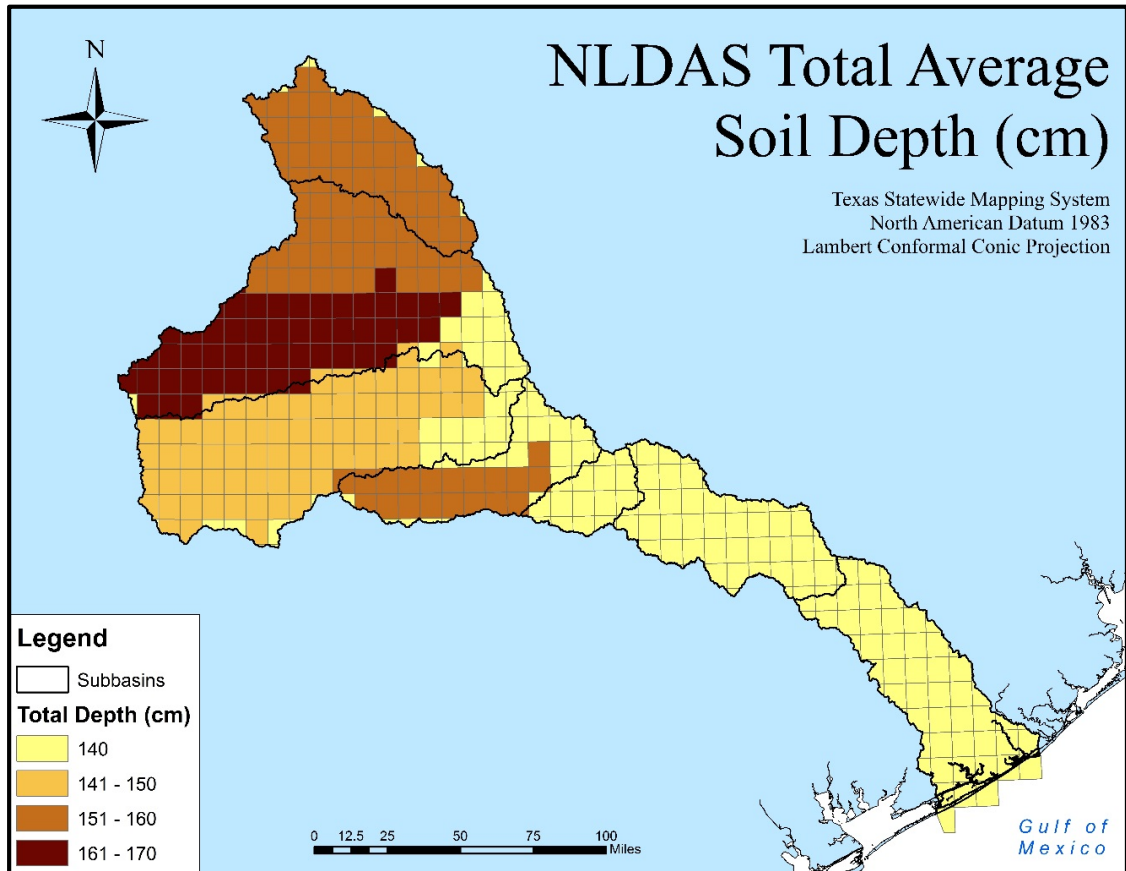 N
NLDAS Total Average
Soil Depth (cm)
Texas Statewide Mapping System
North American Datum 1983
Lambert Conformal Conic Projection
Legend
Subbasins
Total Depth (cm)
140
141 - 150
151 - 160
161 - 170
0 12.5 25 50 75 100
Miles
Gulf of
Mexico